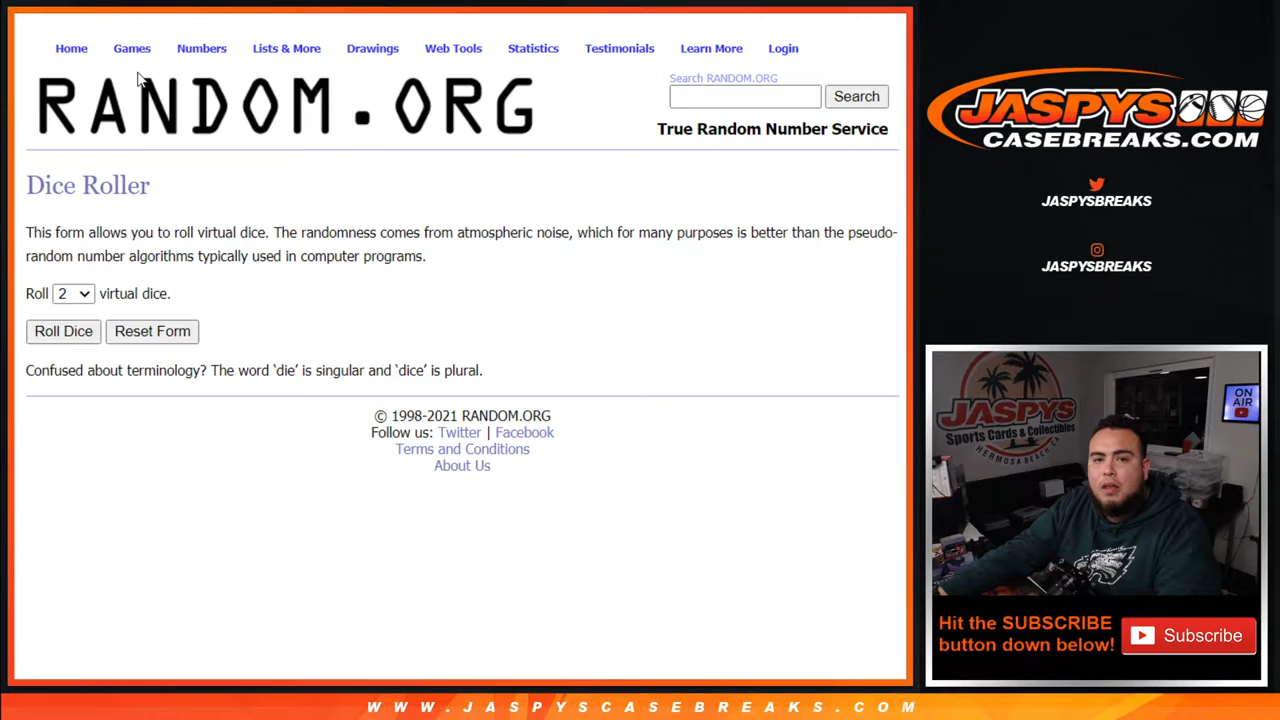 Home Games Numbers Lists & More Drawings Web Tools Statistics Testimonials Learn More Login
RANDOM.ORG
Search RANDOM.ORG
Search
True Random Number Service
Dice Roller
This form allows you to roll virtual dice. The randomness comes from atmospheric noise, which for many purposes is better than the pseudo-
random number algorithms typically used in computer programs.
Roll 2 virtual dice.
Roll Dice Reset Form
Confused about terminology? The word ‘die’ is singular and ‘dice’ is plural.
© 1998-2021 RANDOM.ORG
Follow us: Twitter | Facebook
Terms and Conditions
About Us
JASPYS
CASEBREAKS.COM
JASPYSBREAKS
JASPYSBREAKS
JASPYS
Sports Cards & Collectibles
HERMOSA BEACH, CA
ON
AIR
Hit the SUBSCRIBE
button down below!
Subscribe
WWW.JASPYSCASEBREAKS.COM